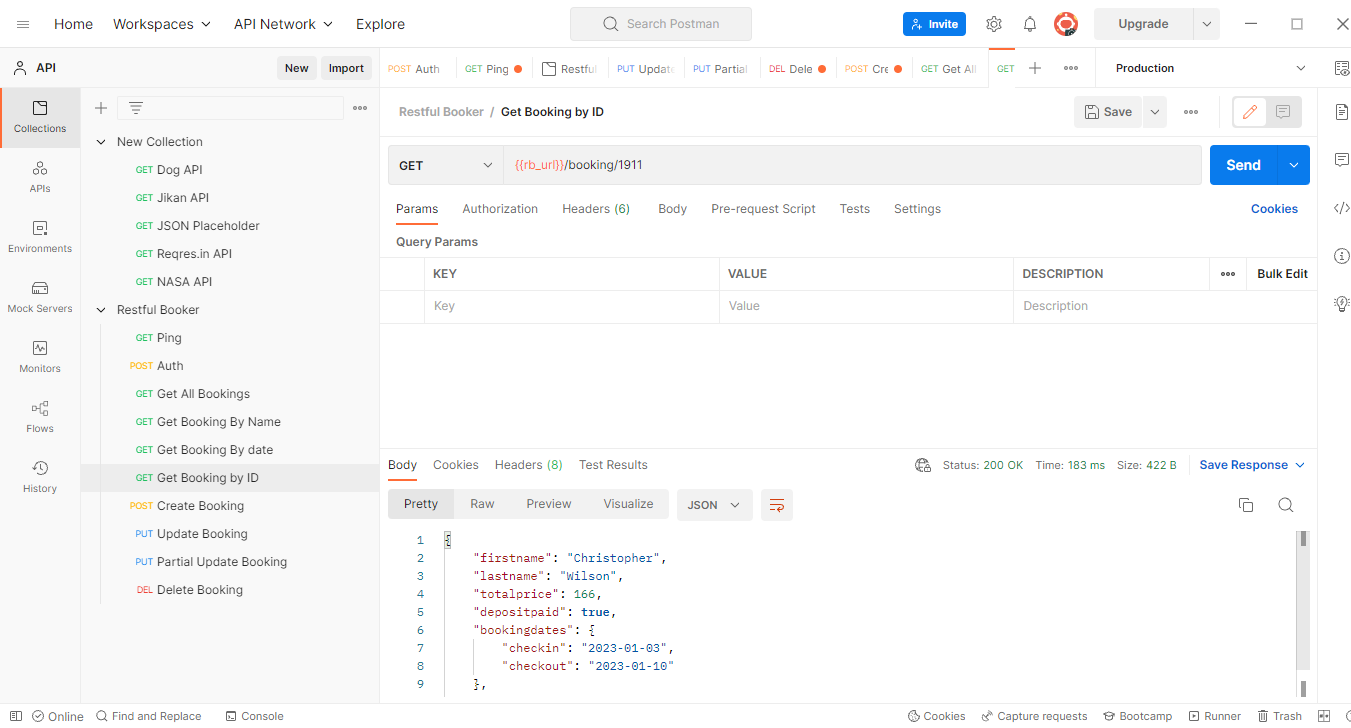 Home Workspaces API Network Explore Search Postman Invite Upgrade
API New Import POST Auth GET Ping Restful PUT Update PUT Partial DEL Dele POST Cre GET Get All GET Production
Restful Booker / Get Booking by ID Save
Collections
APIs
Environments
Mock Servers
Monitors
Flows
History
New Collection
GET Dog API
GET Jikan API
GET JSON Placeholder
GET Reqres.in API
GET NASA API
Restful Booker
GET Ping
POST Auth
GET Get All Bookings
GET Get Booking By Name
GET Get Booking By date
GET Get Booking by ID
POST Create Booking
PUT Update Booking
PUT Partial Update Booking
DEL Delete Booking
GET {{rb_url}}/booking/1911 Send
Params Authorization Headers (6) Body Pre-request Script Tests Settings Cookies
Query Params
KEY VALUE DESCRIPTION Bulk Edit
Key Value Description
Body Cookies Headers (8) Test Results Status: 200 OK Time: 183 ms Size: 422 B Save Response
Pretty Raw Preview Visualize JSON
1 {
2 "firstname": "Christopher",
3 "lastname": "Wilson",
4 "totalprice": 166,
5 "depositpaid": true,
6 "bookingdates": {
7 "checkin": "2023-01-03",
8 "checkout": "2023-01-10"
9 },
Online Find and Replace Console Cookies Capture requests Bootcamp Runner Trash